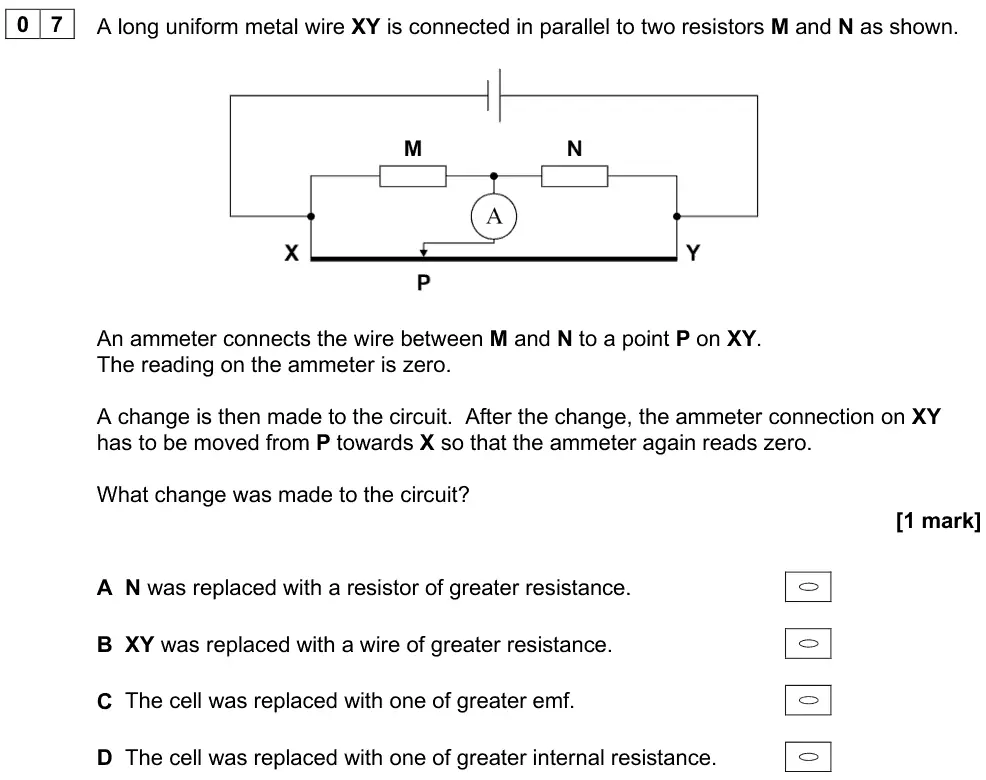 0 7 A long uniform metal wire XY is connected in parallel to two resistors M and N as shown.
M N
A
X Y
P
An ammeter connects the wire between M and N to a point P on XY.
The reading on the ammeter is zero.
A change is then made to the circuit. After the change, the ammeter connection on XY
has to be moved from P towards X so that the ammeter again reads zero.
What change was made to the circuit?
[1 mark]
A N was replaced with a resistor of greater resistance.
B XY was replaced with a wire of greater resistance.
C The cell was replaced with one of greater emf.
D The cell was replaced with one of greater internal resistance.